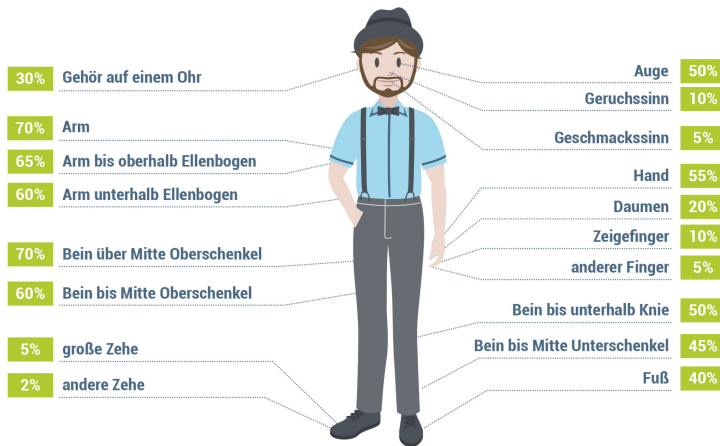 30% Gehör auf einem Ohr
70% Arm
65% Arm bis oberhalb Ellenbogen
60% Arm unterhalb Ellenbogen
70% Bein über Mitte Oberschenkel
60% Bein bis Mitte Oberschenkel
5% große Zehe
2% andere Zehe
Auge 50%
Geruchssinn 10%
Geschmackssinn 5%
Hand 55%
Daumen 20%
Zeigefinger 10%
anderer Finger 5%
Bein bis unterhalb Knie 50%
Bein bis Mitte Unterschenkel 45%
Fuß 40%